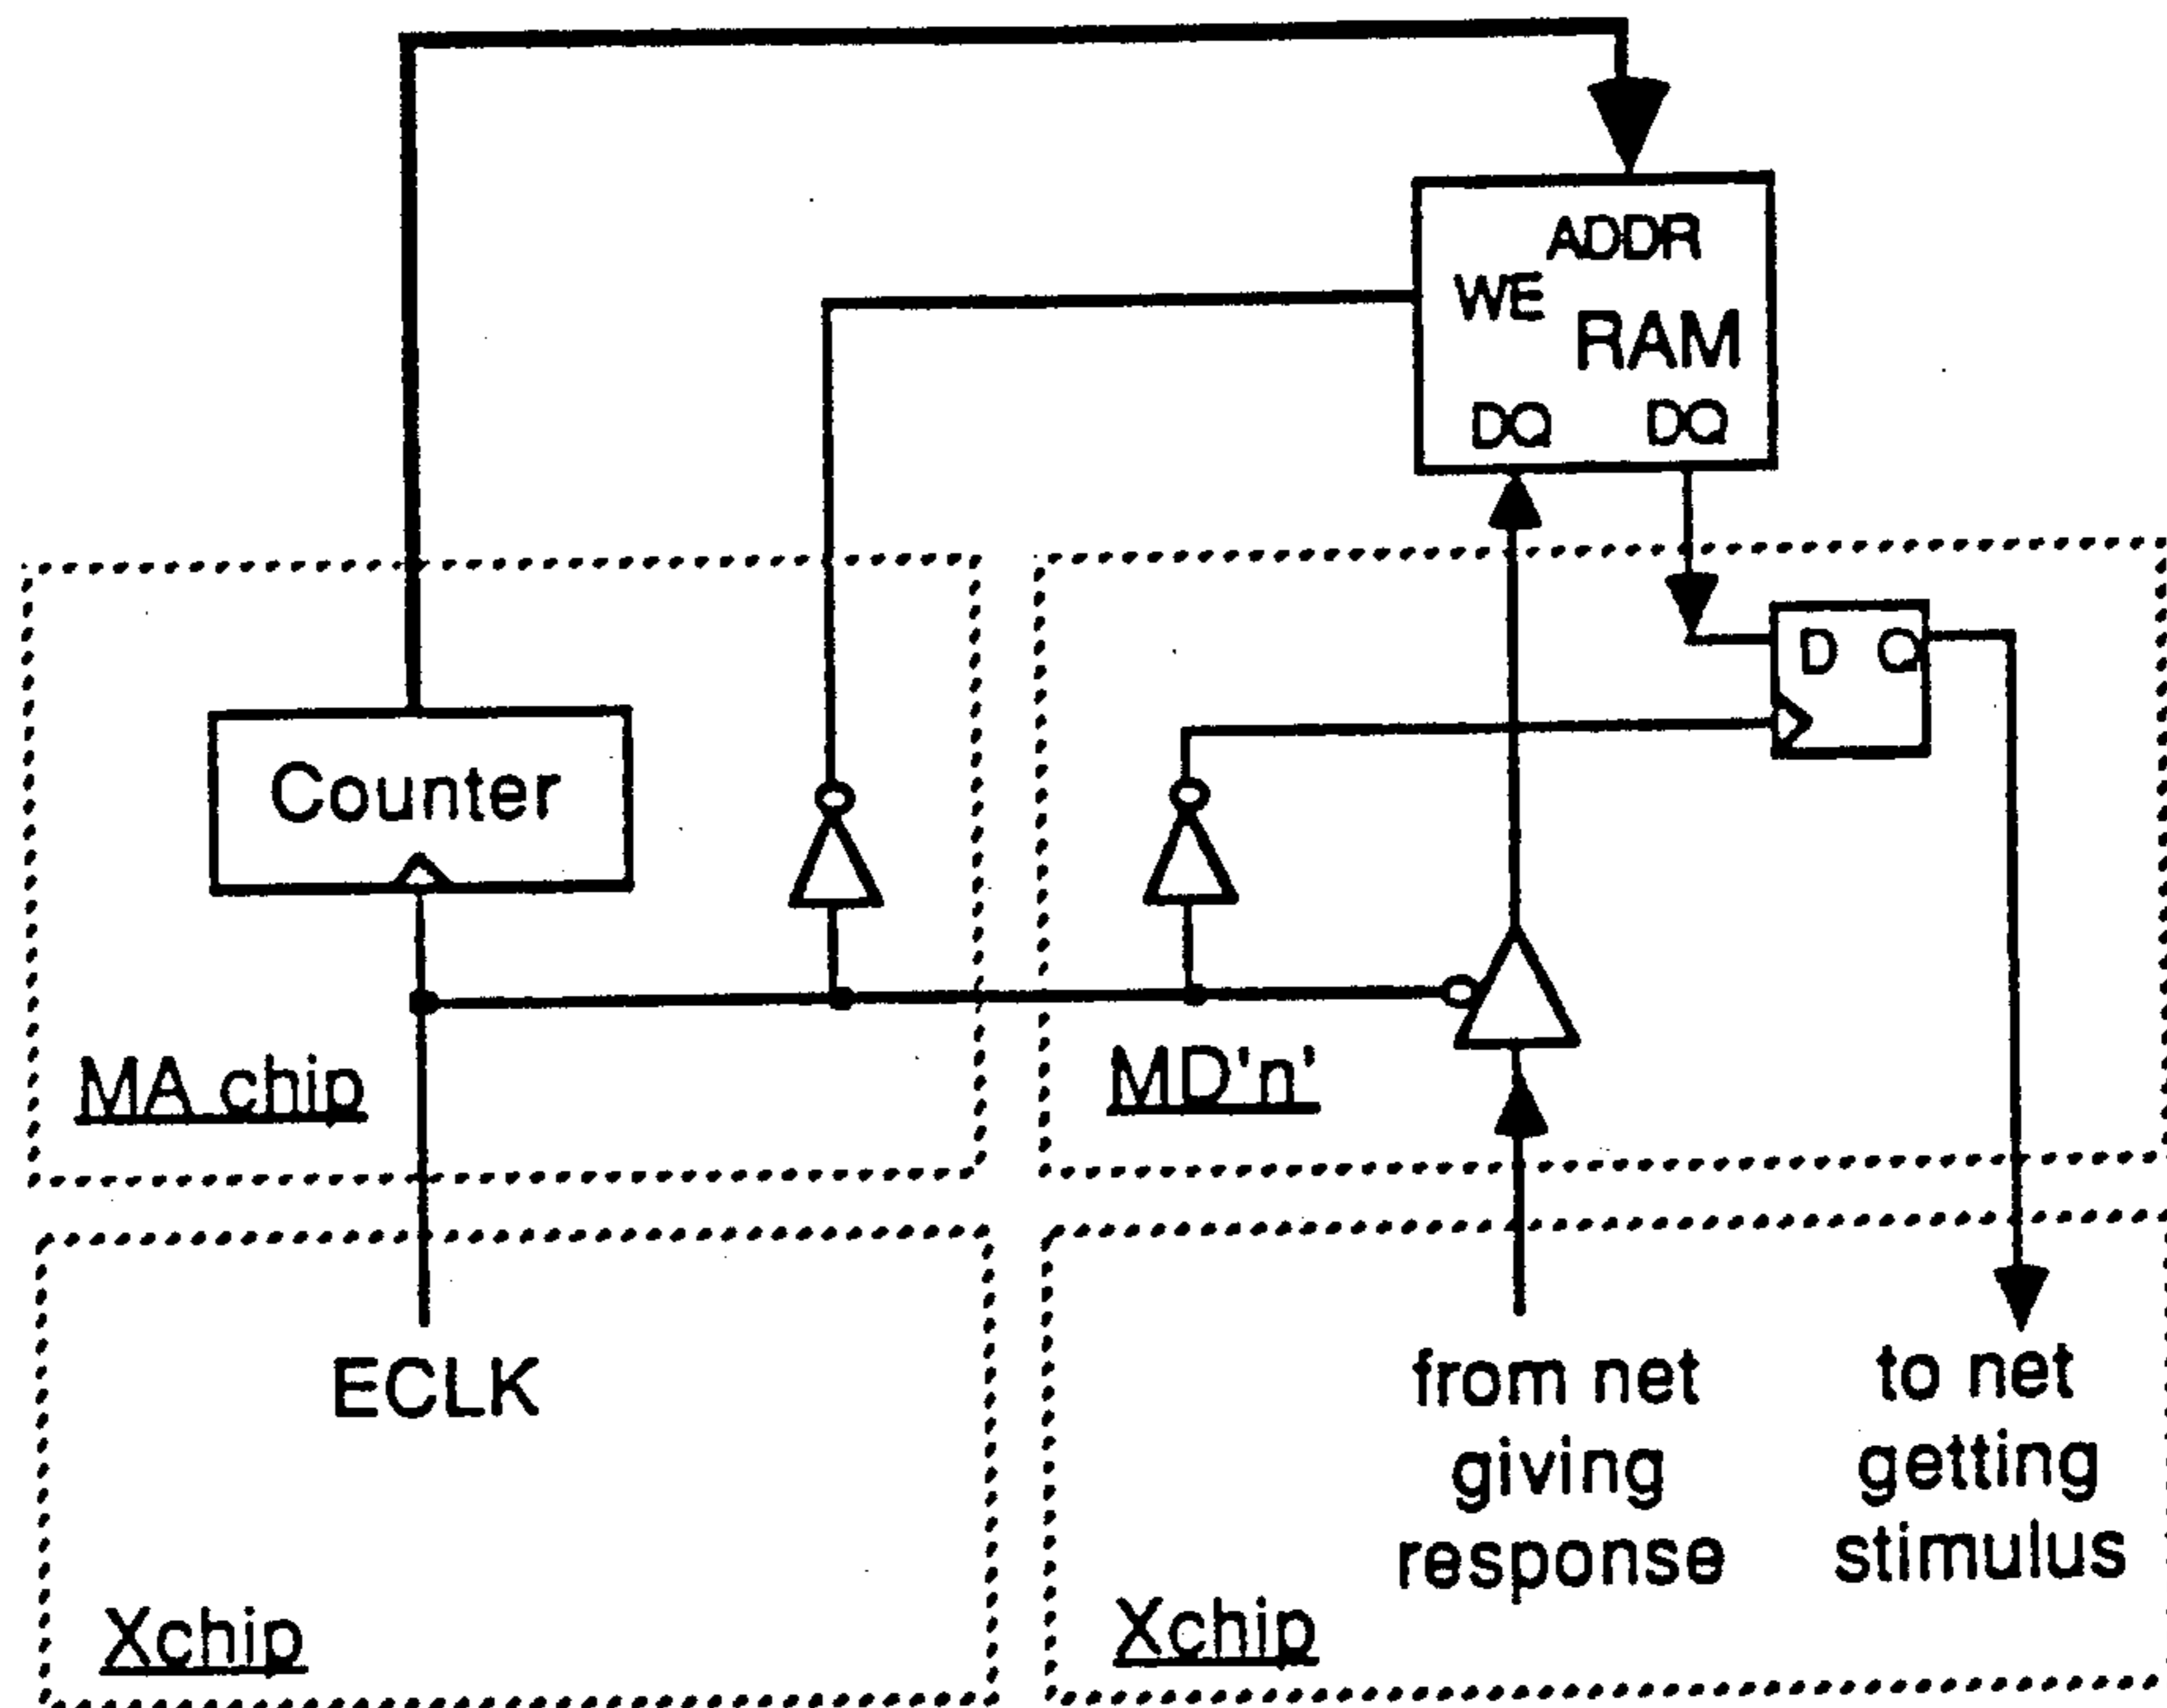 ADDR
WE
RAM
DQ DQ
D Q
Counter
MA chip
MD'n'
ECLK
from net
giving
response
to net
getting
stimulus
Xchip
Xchip